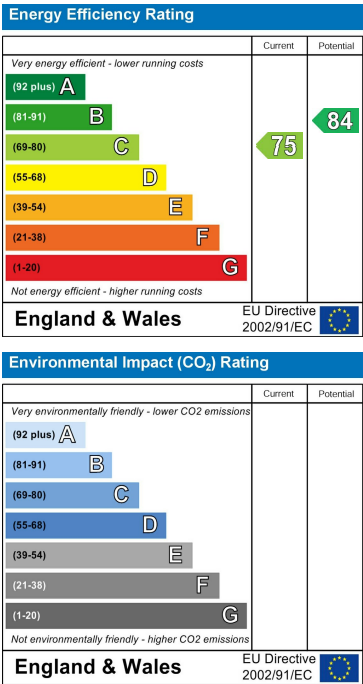 Energy Efficiency Rating
Current Potential
Very energy efficient - lower running costs
(92 plus) A
(81-91) B
(69-80) C
(55-68) D
(39-54) E
(21-38) F
(1-20) G
75
84
Not energy efficient - higher running costs
England & Wales
EU Directive
2002/91/EC
Environmental Impact (CO₂) Rating
Current Potential
Very environmentally friendly - lower CO2 emissions
(92 plus) A
(81-91) B
(69-80) C
(55-68) D
(39-54) E
(21-38) F
(1-20) G
Not environmentally friendly - higher CO2 emissions
England & Wales
EU Directive
2002/91/EC